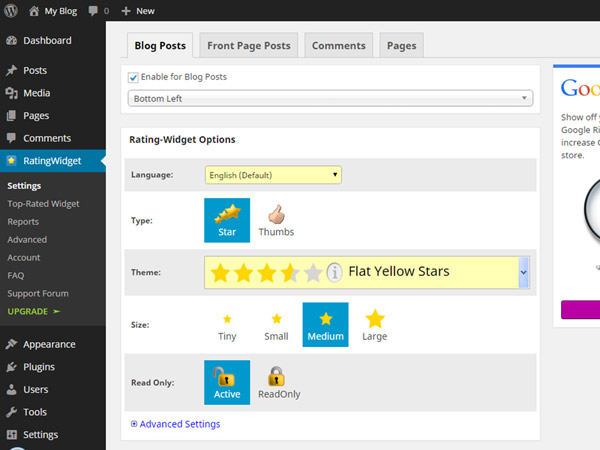 My Blog 0 + New
Dashboard
Posts
Media
Pages
Comments
RatingWidget
Settings
Top-Rated Widget
Reports
Advanced
Account
FAQ
Support Forum
UPGRADE ➤
Appearance
Plugins
Users
Tools
Settings
Blog Posts Front Page Posts Comments Pages
Enable for Blog Posts
Bottom Left
Rating-Widget Options
Language: English (Default)
Type: Star Thumbs
Theme: Flat Yellow Stars
Size: Tiny Small Medium Large
Read Only: Active ReadOnly
Advanced Settings
Goo
Show off
Google Ri
increase
store.